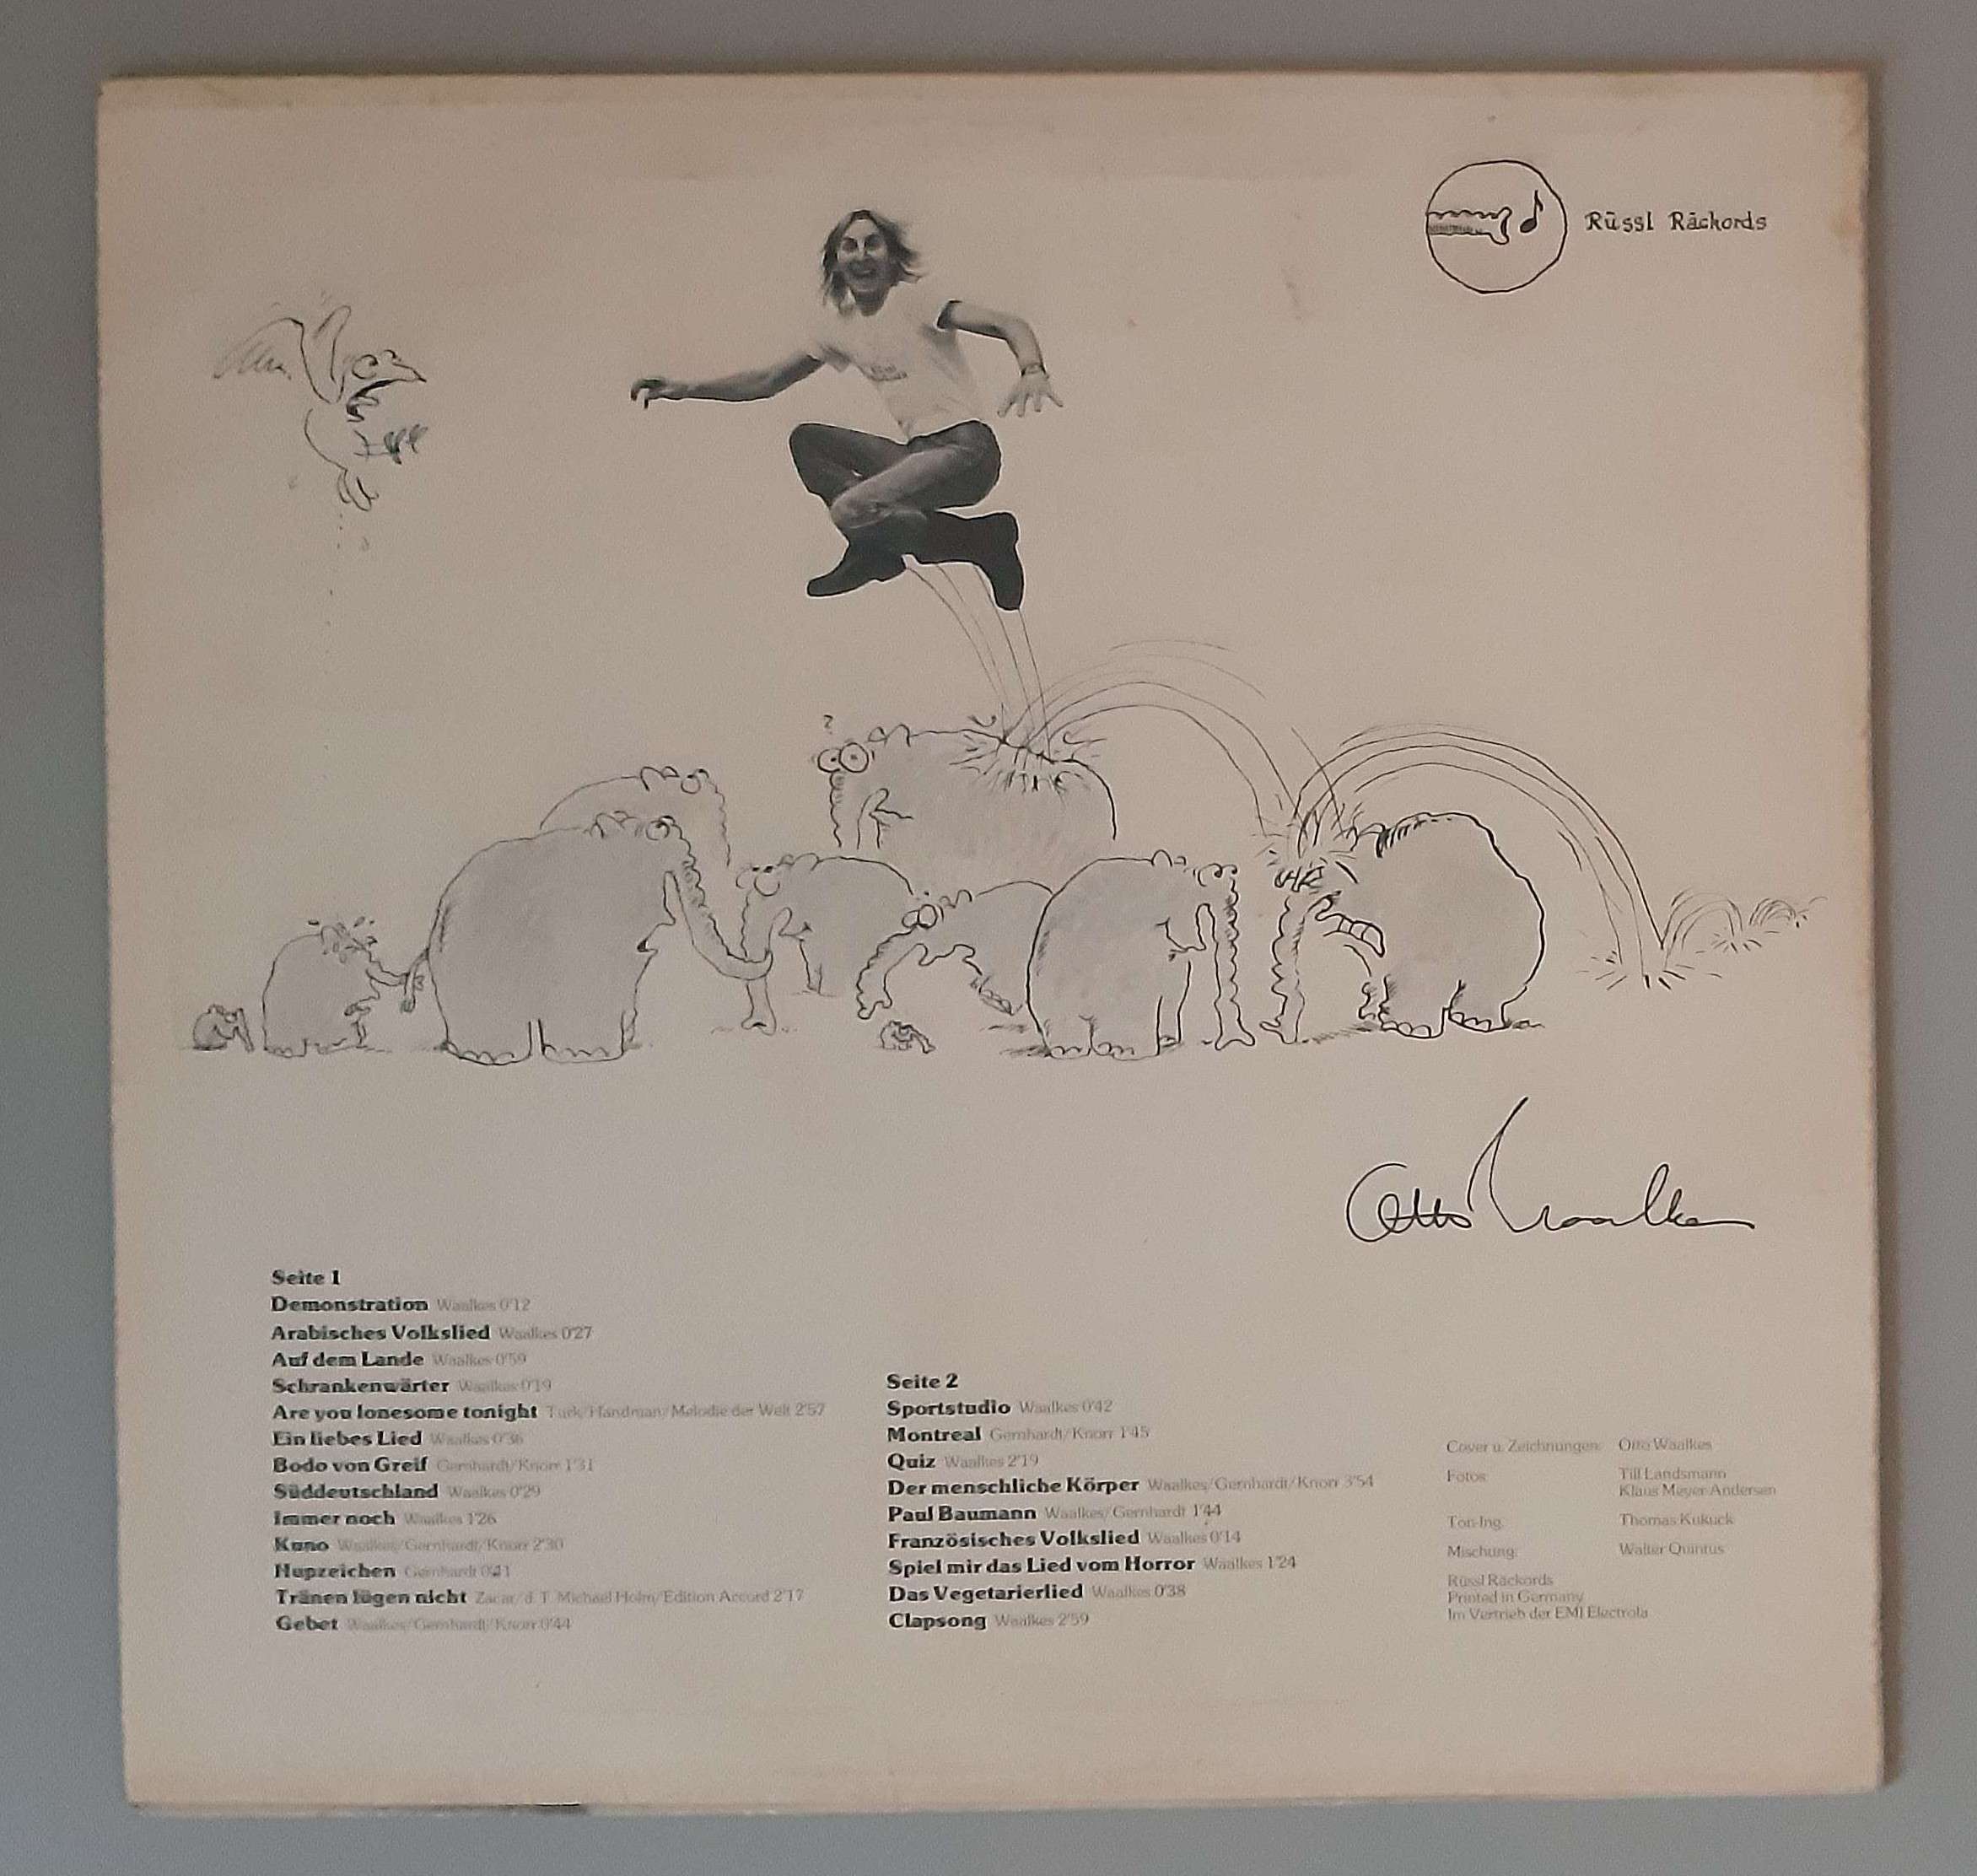 Rüssl Räckords
?
Otto Waalkes
Seite 1
Demonstration Waalkes 0'12
Arabisches Volkslied Waalkes 0'27
Auf dem Lande Waalkes 0'59
Schrankenwärter Waalkes 0'19
Are you lonesome tonight Turk/Handman/Melodie der Welt 2'57
Ein liebes Lied Waalkes 0'36
Bodo von Greif Gernhardt/Knorr 1'31
Süddeutschland Waalkes 0'29
Immer noch Waalkes 1'26
Kuno Waalkes/Gernhardt/Knorr 2'30
Hupzeichen Gernhardt 0'41
Tränen lügen nicht Zacar/d. T. Michael Holm/Edition Accord 2'17
Gebet Waalkes/Gernhardt/Knorr 0'44
Seite 2
Sportstudio Waalkes 0'42
Montreal Gernhardt/Knorr 1'45
Quiz Waalkes 2'19
Der menschliche Körper Waalkes/Gernhardt/Knorr 3'54
Paul Baumann Waalkes/Gernhardt 1'44
Französisches Volkslied Waalkes 0'14
Spiel mir das Lied vom Horror Waalkes 1'24
Das Vegetarierlied Waalkes 0'38
Clapsong Waalkes 2'59
Cover u. Zeichnungen: Otto Waalkes
Fotos: Till Landsmann
Klaus Meyer-Andersen
Ton-Ing. Thomas Kukuck
Mischung: Walter Quintus
Rüssl Räckords
Printed in Germany
Im Vertrieb der EMI Electrola